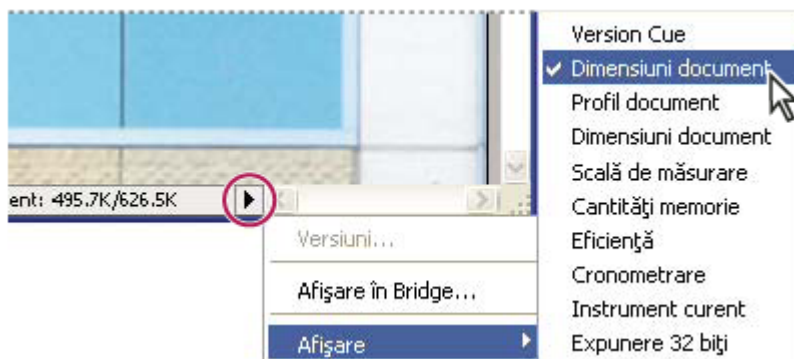 Version Cue
Dimensiuni document
Profil document
Dimensiuni document
Scală de măsurare
Cantităţi memorie
Eficienţă
Cronometrare
Instrument curent
Expunere 32 biţi
ent: 495.7K/626.5K
Versiuni...
Afişare în Bridge...
Afişare